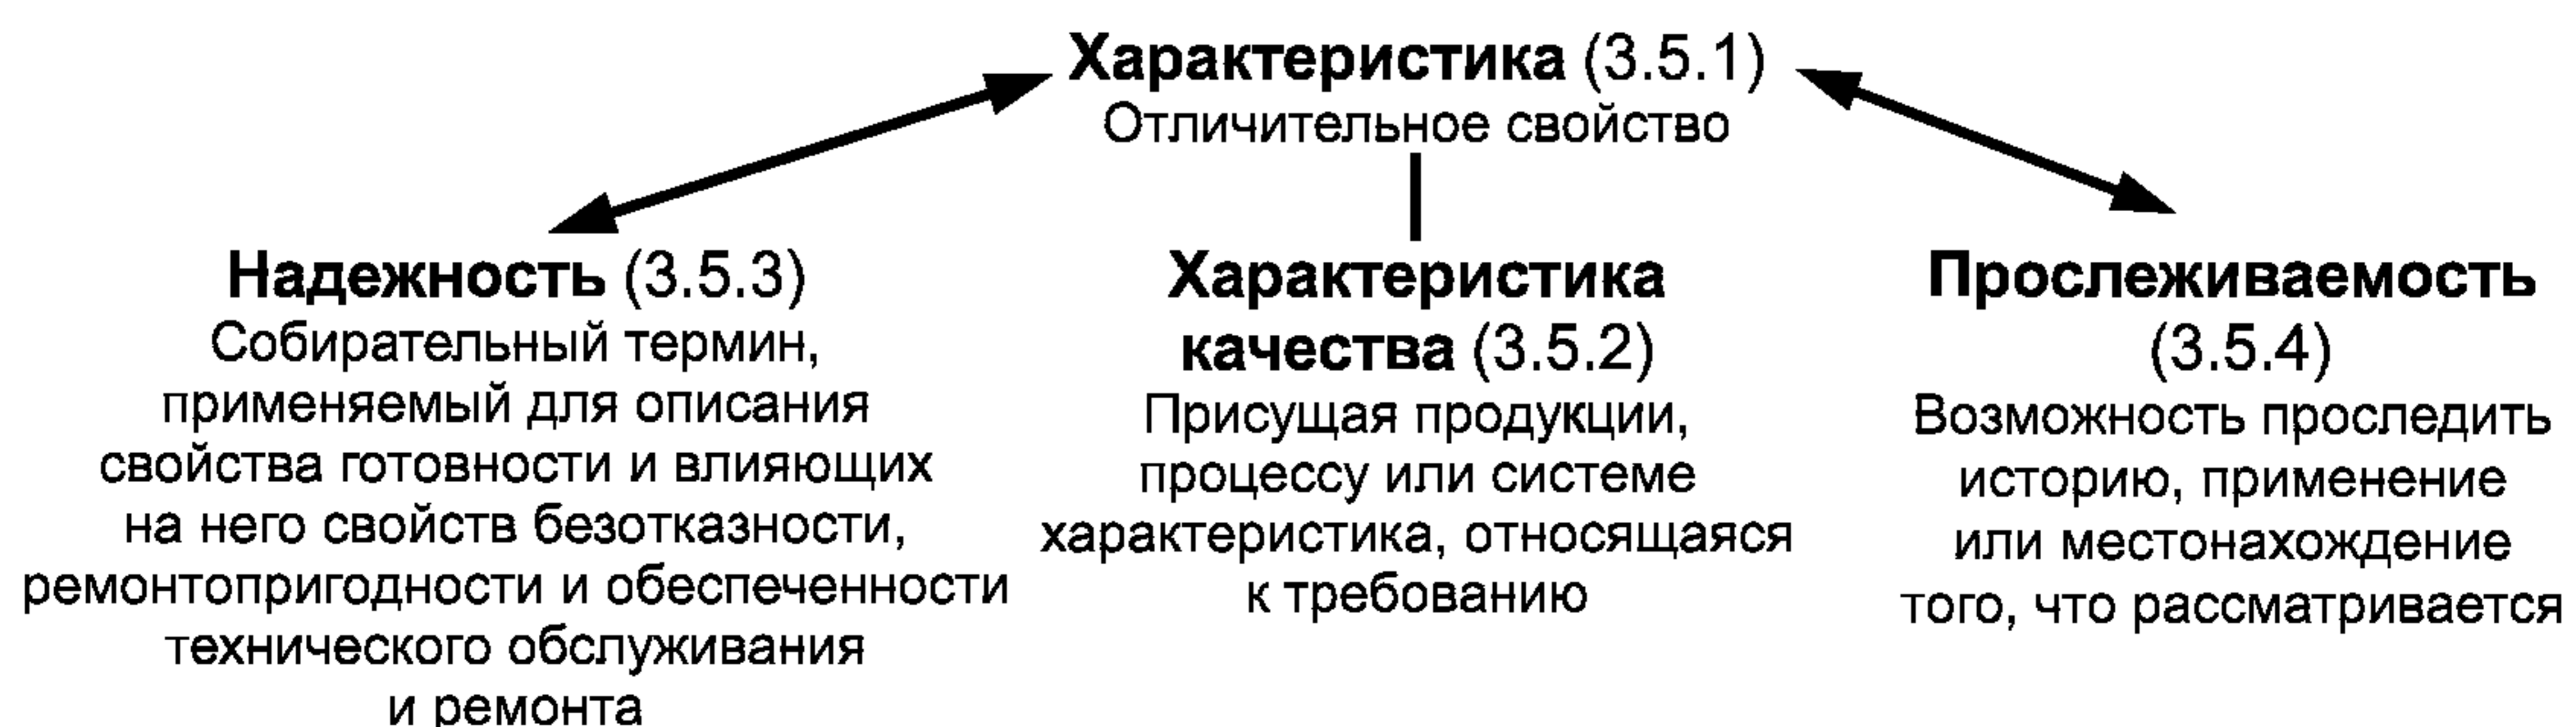 Характеристика (3.5.1)
Отличительное свойство
Надежность (3.5.3)
Собирательный термин,
применяемый для описания
свойства готовности и влияющих
на него свойств безотказности,
ремонтопригодности и обеспеченности
технического обслуживания
и ремонта
Характеристика
качества (3.5.2)
Присущая продукции,
процессу или системе
характеристика, относящаяся
к требованию
Прослеживаемость
(3.5.4)
Возможность проследить
историю, применение
или местонахождение
того, что рассматривается